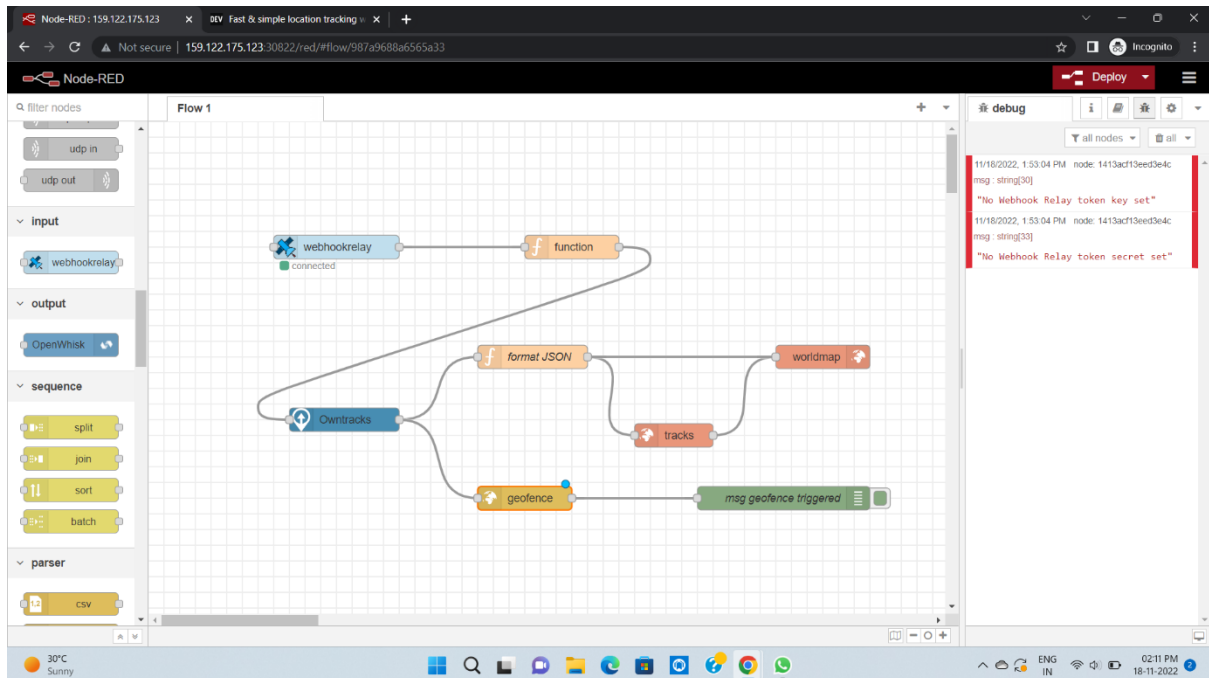 Node-RED : 159.122.175.123
DEV Fast & simple location tracking w
Not secure | 159.122.175.123:30822/red/#flow/987a9688a6565a33
Incognito
Node-RED
Deploy
filter nodes
Flow 1
debug
all nodes
all
udp in
udp out
input
webhookrelay
output
OpenWhisk
sequence
split
join
sort
batch
parser
csv
webhookrelay
connected
function
format JSON
worldmap
Owntracks
tracks
geofence
msg geofence triggered
11/18/2022, 1:53:04 PM node: 1413acf13eed3e4c
msg : string[30]
"No Webhook Relay token key set"
11/18/2022, 1:53:04 PM node: 1413acf13eed3e4c
msg : string[33]
"No Webhook Relay token secret set"
30°C
Sunny
ENG
IN
02:11 PM
18-11-2022
2